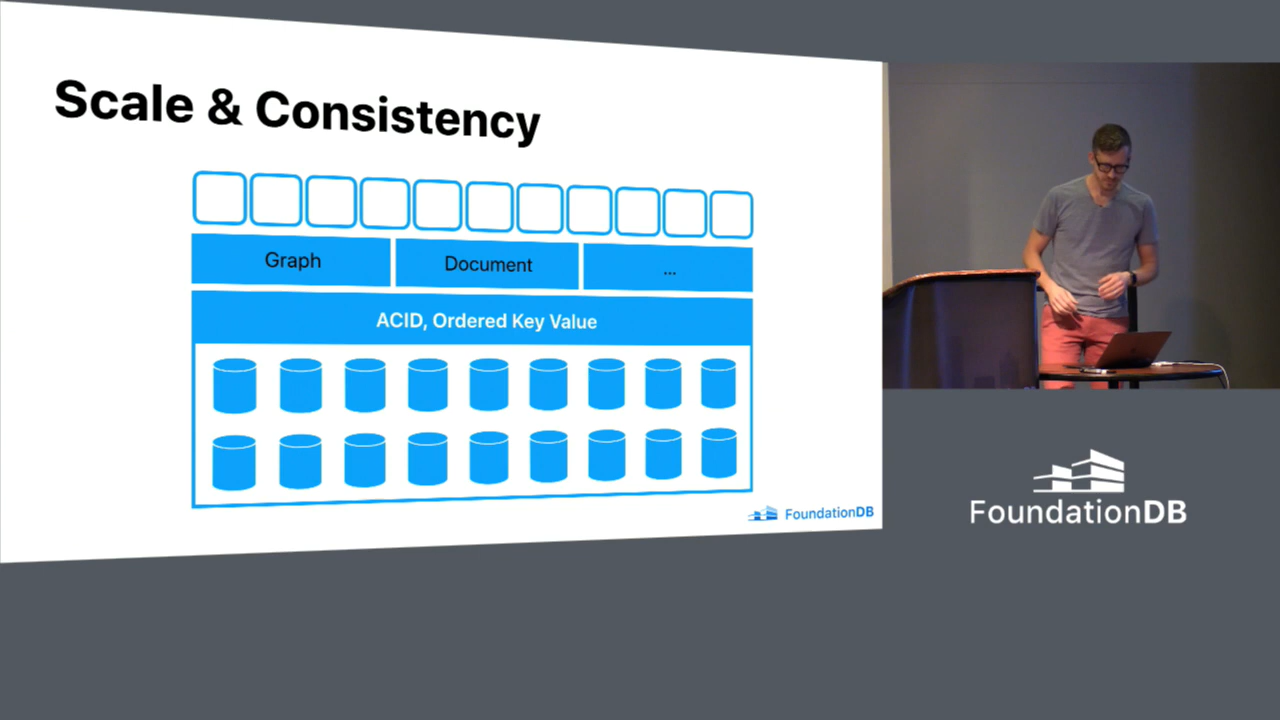 Scale & Consistency
Graph
Document
...
ACID, Ordered Key Value
FoundationDB
FoundationDB